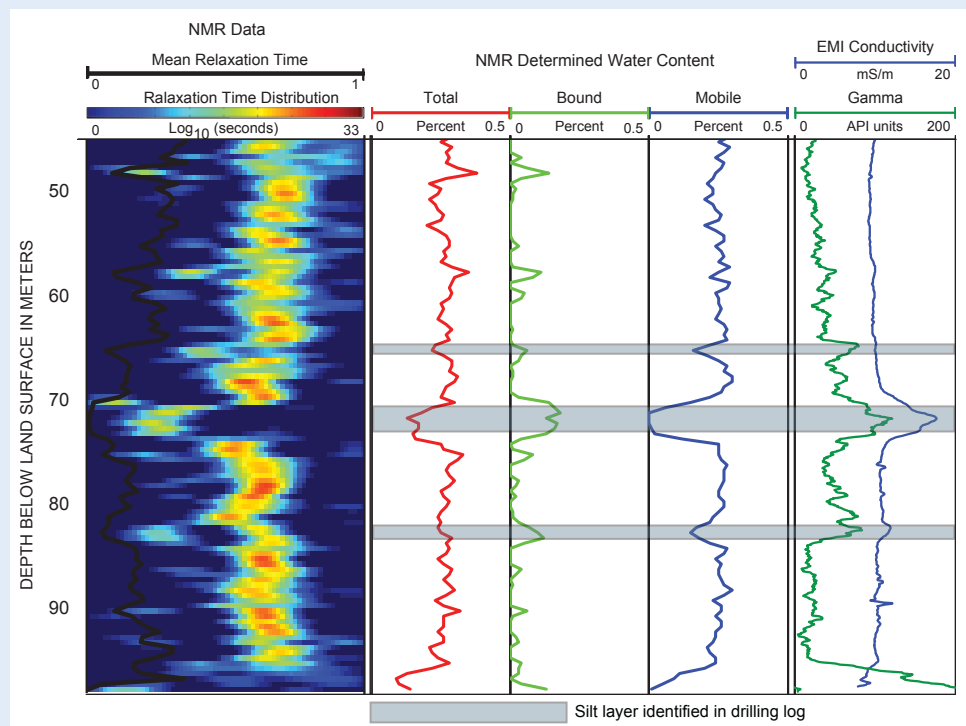 NMR Data
Mean Relaxation Time
0 1
Relaxation Time Distribution
0 Log10 (seconds) 33
NMR Determined Water Content
Total Bound Mobile
0 Percent 0.5 0 Percent 0.5 0 Percent 0.5
EMI Conductivity
0 mS/m 20
Gamma
0 API units 200
DEPTH BELOW LAND SURFACE IN METERS
50
60
70
80
90
Silt layer identified in drilling log